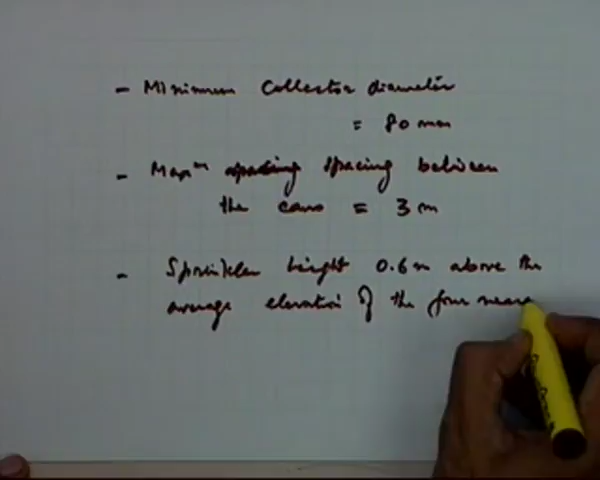 - Minimum Collector diameter
= 80 mm
- Maxᵐ spacing between
the cans = 3 m
- Sprinkler height 0.6 m above the
average elevation of the four neare